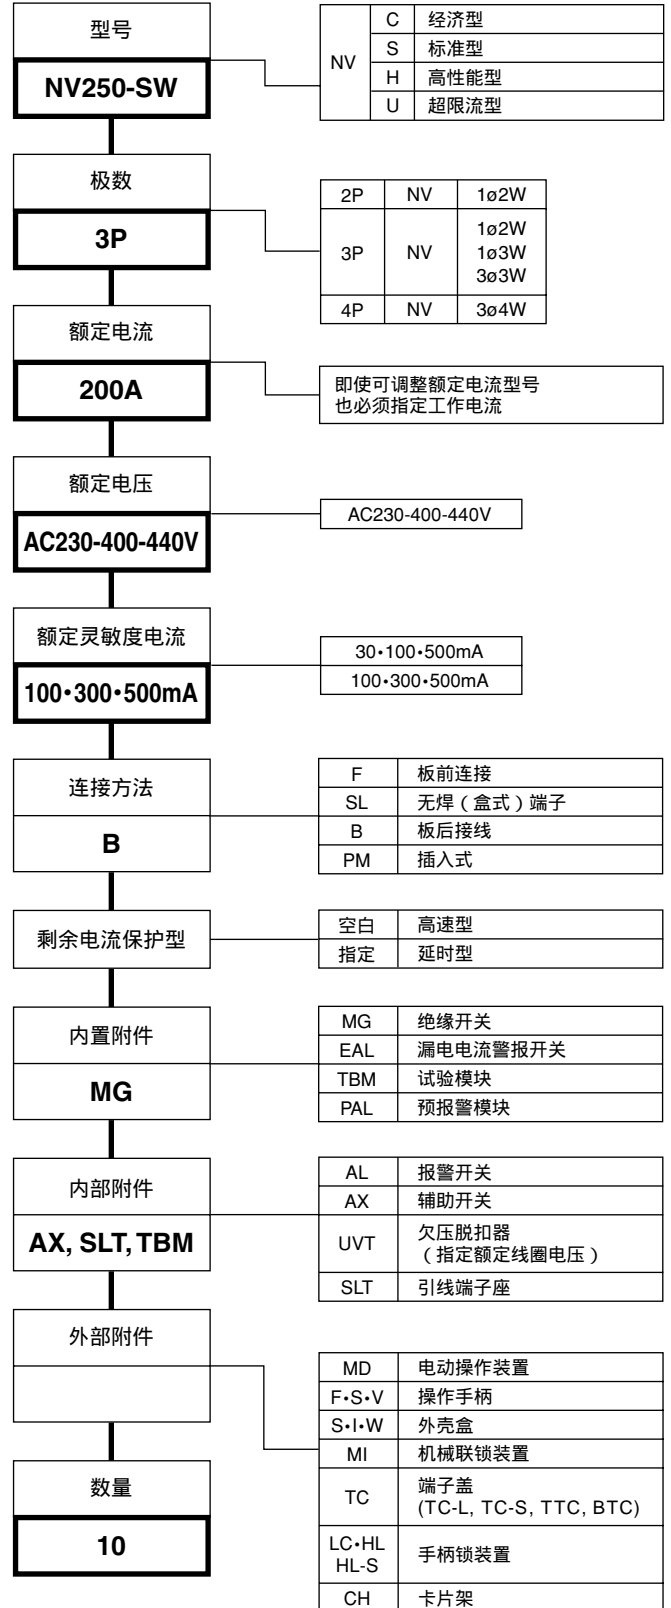 型号
NV250-SW
NV
C 经济型
S 标准型
H 高性能型
U 超限流型
极数
3P
2P NV 1ø2W
3P NV 1ø2W
1ø3W
3ø3W
4P NV 3ø4W
额定电流
200A
即使可调整额定电流型号
也必须指定工作电流
额定电压
AC230-400-440V
AC230-400-440V
额定灵敏度电流
100•300•500mA
30•100•500mA
100•300•500mA
连接方法
B
F 板前连接
SL 无焊（盒式）端子
B 板后接线
PM 插入式
剩余电流保护型
空白 高速型
指定 延时型
内置附件
MG
MG 绝缘开关
EAL 漏电电流警报开关
TBM 试验模块
PAL 预报警模块
内部附件
AX, SLT, TBM
AL 报警开关
AX 辅助开关
UVT 欠压脱扣器
（指定额定线圈电压）
SLT 引线端子座
外部附件
MD 电动操作装置
F•S•V 操作手柄
S•I•W 外壳盒
MI 机械联锁装置
TC 端子盖
(TC-L, TC-S, TTC, BTC)
LC•HL
HL-S 手柄锁装置
CH 卡片架
数量
10